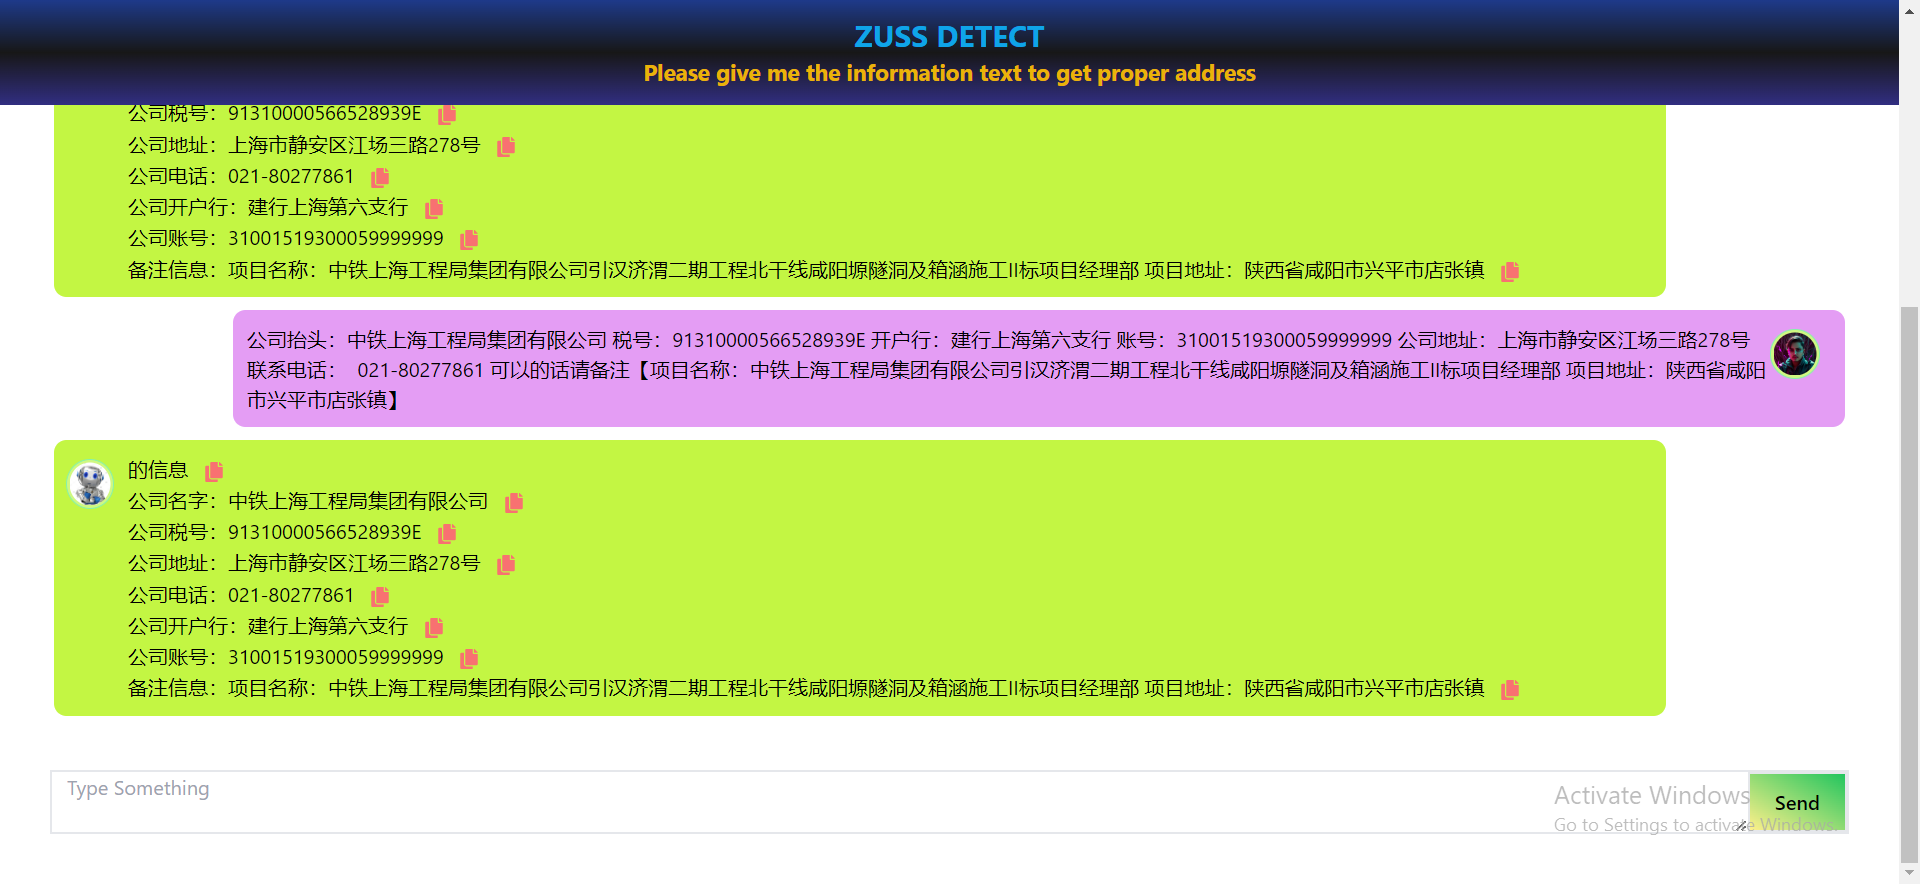 ZUSS DETECT
Please give me the information text to get proper address
公司税号：91310000566528939E
公司地址：上海市静安区江场三路278号
公司电话：021-80277861
公司开户行：建行上海第六支行
公司账号：31001519300059999999
备注信息：项目名称：中铁上海工程局集团有限公司引汉济渭二期工程北干线咸阳塬隧洞及箱涵施工II标项目经理部 项目地址：陕西省咸阳市兴平市店张镇
公司抬头：中铁上海工程局集团有限公司 税号：91310000566528939E 开户行：建行上海第六支行 账号：31001519300059999999 公司地址：上海市静安区江场三路278号
联系电话： 021-80277861 可以的话请备注【项目名称：中铁上海工程局集团有限公司引汉济渭二期工程北干线咸阳塬隧洞及箱涵施工II标项目经理部 项目地址：陕西省咸阳
市兴平市店张镇】
的信息
公司名字：中铁上海工程局集团有限公司
公司税号：91310000566528939E
公司地址：上海市静安区江场三路278号
公司电话：021-80277861
公司开户行：建行上海第六支行
公司账号：31001519300059999999
备注信息：项目名称：中铁上海工程局集团有限公司引汉济渭二期工程北干线咸阳塬隧洞及箱涵施工II标项目经理部 项目地址：陕西省咸阳市兴平市店张镇
Type Something
Send
Activate Windows
Go to Settings to activate Windows.